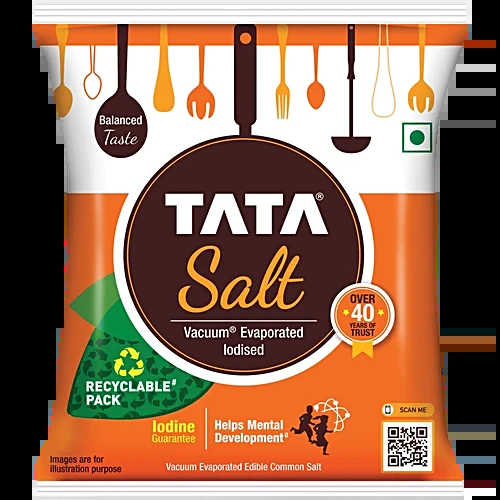 Balanced
Taste
TATA®
Salt
Vacuum® Evaporated
Iodised
OVER
40
YEARS OF
TRUST
RECYCLABLE#
PACK
Iodine
Guarantee
Helps Mental
Development®
SCAN ME
Images are for
illustration purpose
Vacuum Evaporated Edible Common Salt